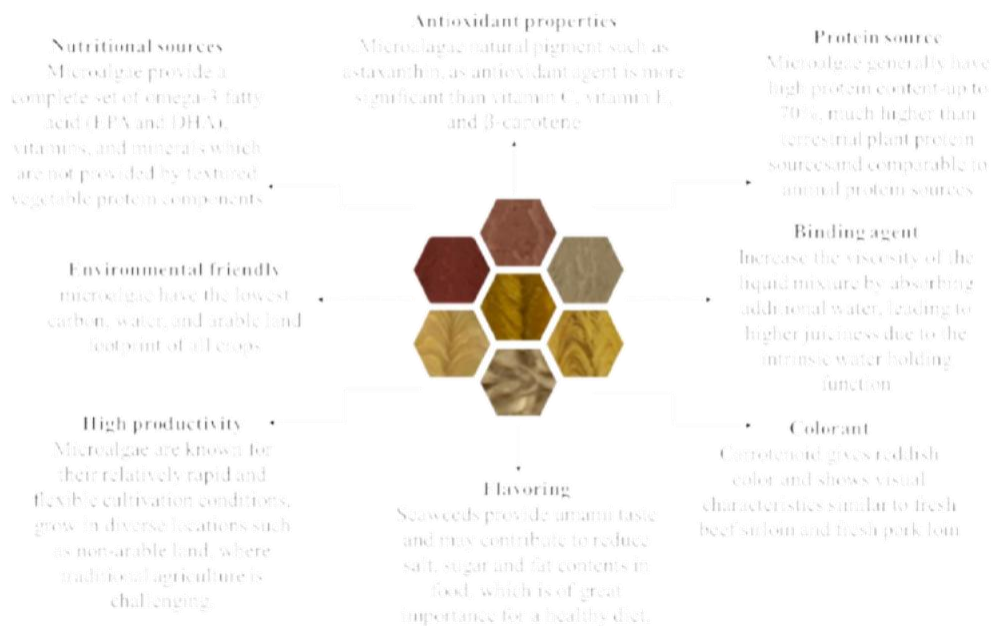 Antioxidant properties
Microalagae natural pigment such as
astaxanthin, as antioxidant agent is more
significant than vitamin C, vitamin E,
and β-carotene
Nutritional sources
Microalgae provide a
complete set of omega-3 fatty
acid (EPA and DHA),
vitamins, and minerals which
are not provided by textured
vegetable protein components
Protein source
Microalgae generally have
high protein content-up to
70%, much higher than
terrestrial plant protein
sourcesand comparable to
animal protein sources
Environmental friendly
microalgae have the lowest
carbon, water, and arable land
footprint of all crops
Binding agent
Increase the viscosity of the
liquid mixture by absorbing
additional water, leading to
higher juiciness due to the
intrinsic water holding
function
High productivity
Microalgae are known for
their relatively rapid and
flexible cultivation conditions,
grow in diverse locations such
as non-arable land, where
traditional agriculture is
challenging.
Flavoring
Seaweeds provide umami taste
and may contribute to reduce
salt, sugar and fat contents in
food, which is of great
importance for a healthy diet.
Colorant
Carrotenoid gives reddish
color and shows visual
characteristics similar to fresh
beef sirloin and fresh pork loin